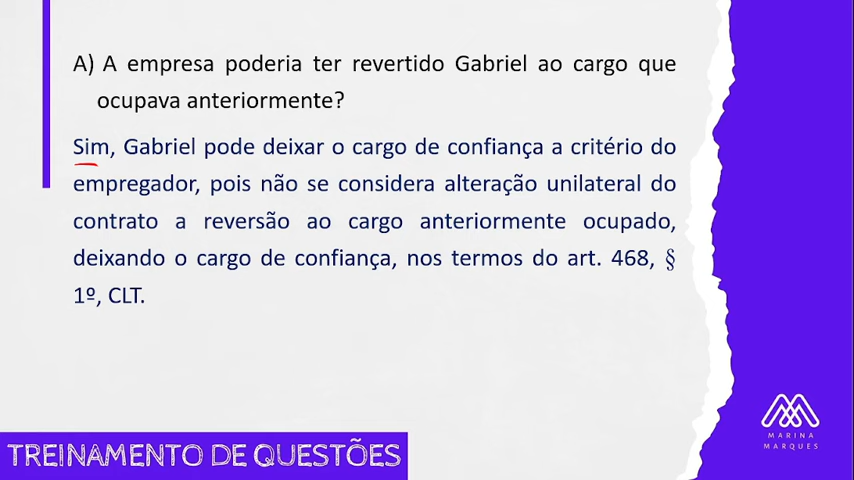 A) A empresa poderia ter revertido Gabriel ao cargo que
ocupava anteriormente?
Sim, Gabriel pode deixar o cargo de confiança a critério do
empregador, pois não se considera alteração unilateral do
contrato a reversão ao cargo anteriormente ocupado,
deixando o cargo de confiança, nos termos do art. 468, §
1º, CLT.
TREINAMENTO DE QUESTÕES
MARINA
MARQUES